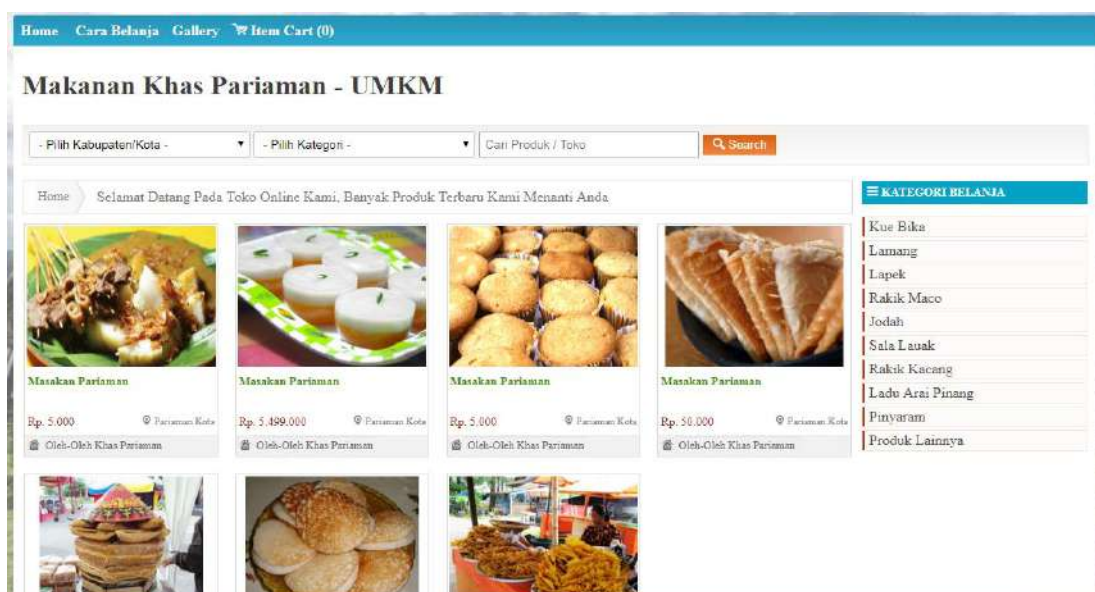 Home Cara Belanja Gallery Item Cart (0)
Makanan Khas Pariaman - UMKM
- Pilih Kabupaten/Kota -
- Pilih Kategori -
Cari Produk / Toko
Search
Home Selamat Datang Pada Toko Online Kami, Banyak Produk Terbaru Kami Menanti Anda
Masakan Pariaman
Rp. 5.000 Pariaman Kota
Oleh-Oleh Khas Pariaman
Masakan Pariaman
Rp. 5.499.000 Pariaman Kota
Oleh-Oleh Khas Pariaman
Masakan Pariaman
Rp. 5.000 Pariaman Kota
Oleh-Oleh Khas Pariaman
Masakan Pariaman
Rp. 50.000 Pariaman Kota
Oleh-Oleh Khas Pariaman
KATEGORI BELANJA
Kue Bika
Lamang
Lapek
Rakik Maco
Jodah
Sala Lauak
Rakik Kacang
Ladu Arai Pinang
Pinyaram
Produk Lainnya